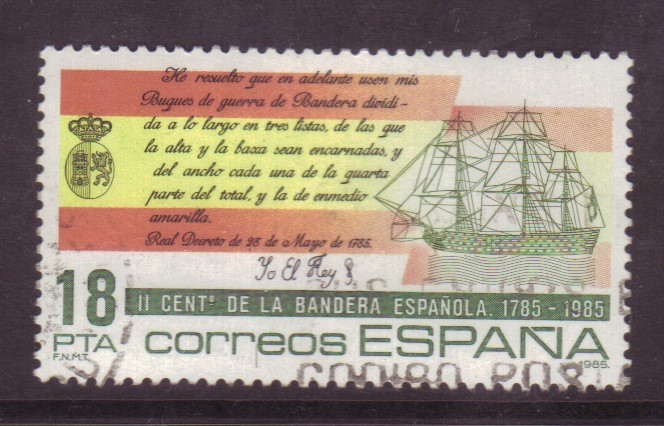 He resuelto que en adelante usen mis
Buques de guerra de Bandera dividi-
da a lo largo en tres listas, de las que
la alta y la baxa sean encarnadas, y
del ancho cada una de la quarta
parte del total, y la de enmedio
amarilla.
Real Decreto de 28 de Mayo de 1785.
Yo El Rey
18
PTA
F.N.M.T.
II CENTº DE LA BANDERA ESPAÑOLA. 1785 - 1985
correos ESPAÑA
1985
CODIGO POST